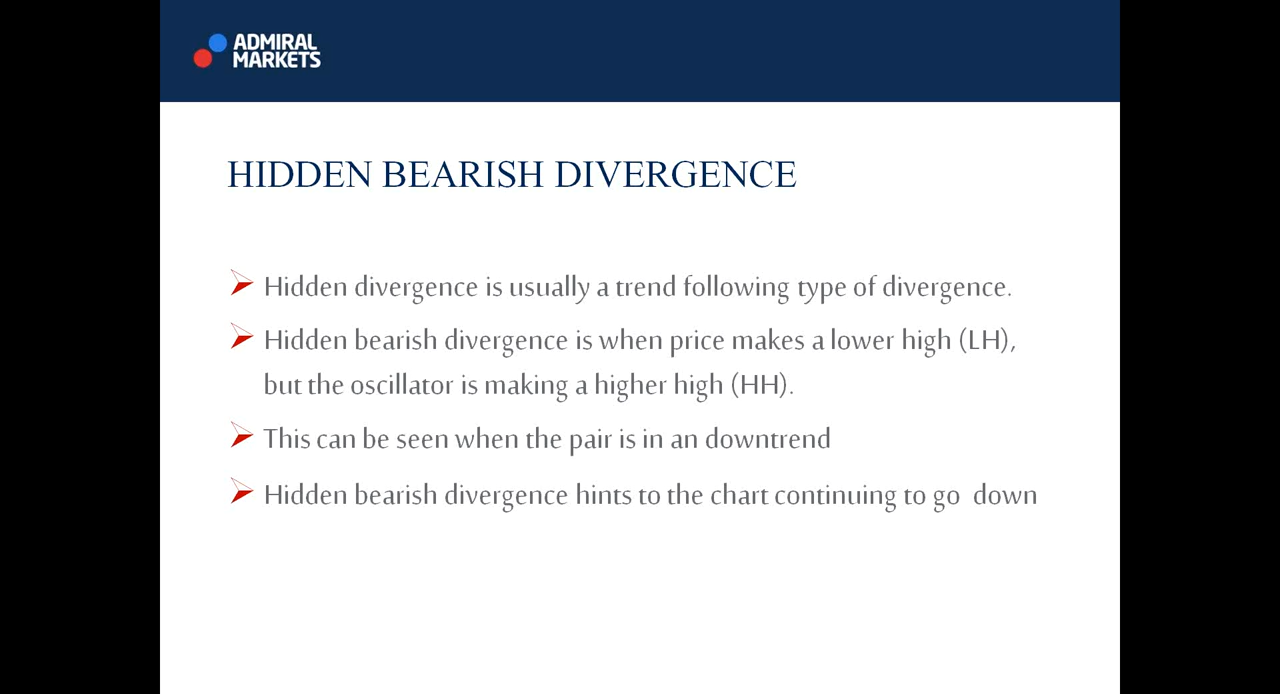 ADMIRAL
MARKETS
HIDDEN BEARISH DIVERGENCE
Hidden divergence is usually a trend following type of divergence.
Hidden bearish divergence is when price makes a lower high (LH),
but the oscillator is making a higher high (HH).
This can be seen when the pair is in an downtrend
Hidden bearish divergence hints to the chart continuing to go  down